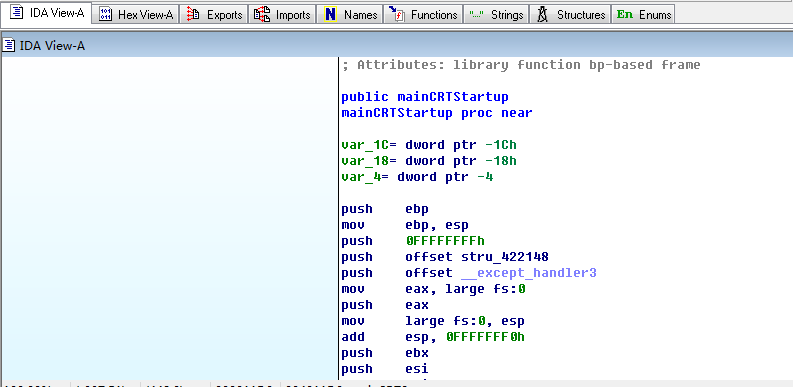 IDA View-A Hex View-A Exports Imports N Names Functions "..." Strings Structures En Enums
IDA View-A
; Attributes: library function bp-based frame
public mainCRTStartup
mainCRTStartup proc near
var_1C= dword ptr -1Ch
var_18= dword ptr -18h
var_4= dword ptr -4
push ebp
mov ebp, esp
push 0FFFFFFFFh
push offset stru_422148
push offset __except_handler3
mov eax, large fs:0
push eax
mov large fs:0, esp
add esp, 0FFFFFFF0h
push ebx
push esi